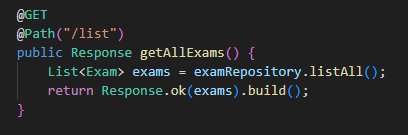 @GET
@Path("/list")
public Response getAllExams() {
    List<Exam> exams = examRepository.listAll();
    return Response.ok(exams).build();
}